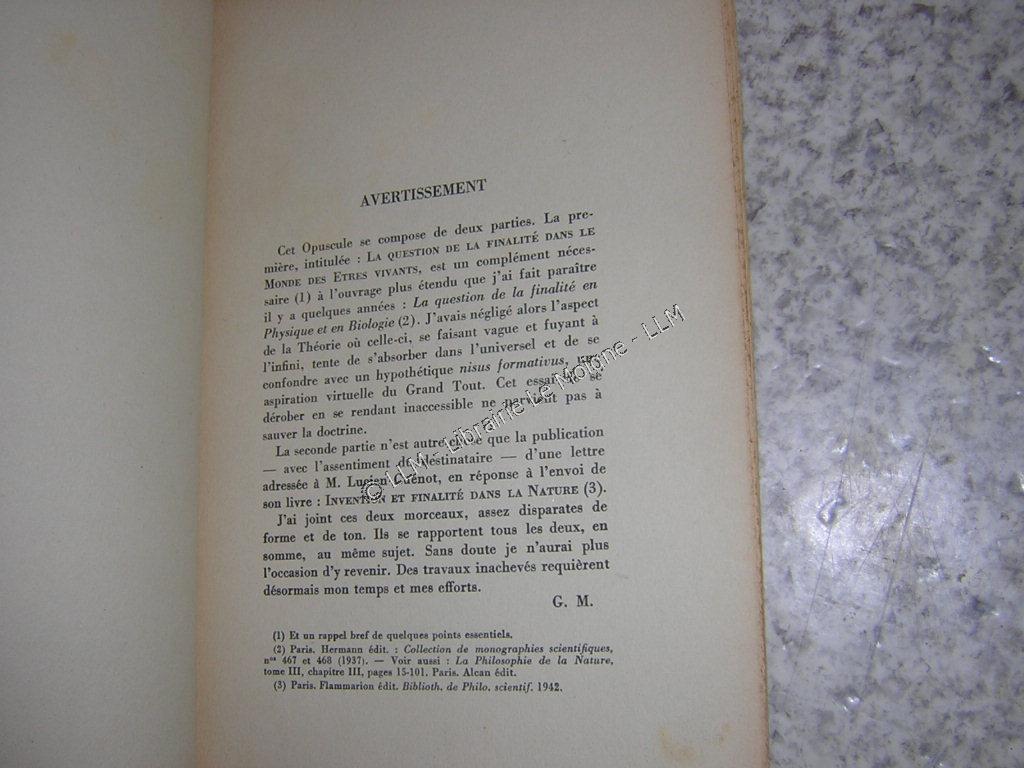 AVERTISSEMENT
Cet Opuscule se compose de deux parties. La pre-
mière, intitulée : LA QUESTION DE LA FINALITÉ DANS LE
MONDE DES ETRES VIVANTS, est un complément néces-
saire (1) à l'ouvrage plus étendu que j'ai fait paraître
il y a quelques années : La question de la finalité en
Physique et en Biologie (2). J'avais négligé alors l'aspect
de la Théorie où celle-ci, se faisant vague et fuyant à
l'infini, tente de s'absorber dans l'universel et de se
confondre avec un hypothétique nisus formativus,
aspiration virtuelle du Grand Tout. Cet essai de se
dérober en se rendant inaccessible ne parvient pas à
sauver la doctrine.
La seconde partie n'est autre chose que la publication
— avec l'assentiment du destinataire — d'une lettre
adressée à M. Lucien Cuénot, en réponse à l'envoi de
son livre : INVENTION ET FINALITÉ DANS LA NATURE (3).
J'ai joint ces deux morceaux, assez disparates de
forme et de ton. Ils se rapportent tous les deux, en
somme, au même sujet. Sans doute je n'aurai plus
l'occasion d'y revenir. Des travaux inachevés requièrent
désormais mon temps et mes efforts.
G. M.
(1) Et un rappel bref de quelques points essentiels.
(2) Paris. Hermann édit. : Collection de monographies scientifiques,
nos 467 et 468 (1937). — Voir aussi : La Philosophie de la Nature,
tome III, chapitre III, pages 15-101. Paris. Alcan édit.
(3) Paris. Flammarion édit. Biblioth. de Philo. scientif. 1942.
© LLM - Librairie Le Moigne - LLM